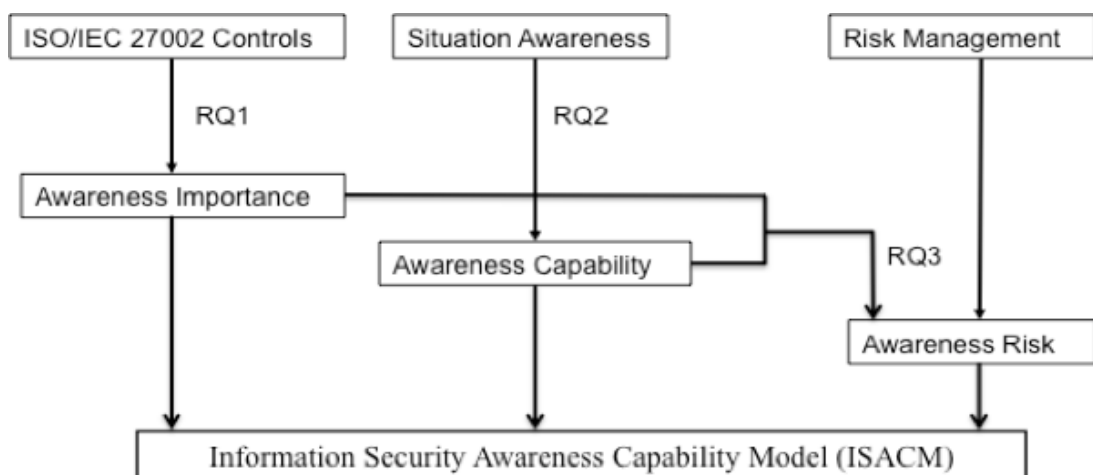 ISO/IEC 27002 Controls
Situation Awareness
Risk Management
RQ1
RQ2
Awareness Importance
Awareness Capability
RQ3
Awareness Risk
Information Security Awareness Capability Model (ISACM)